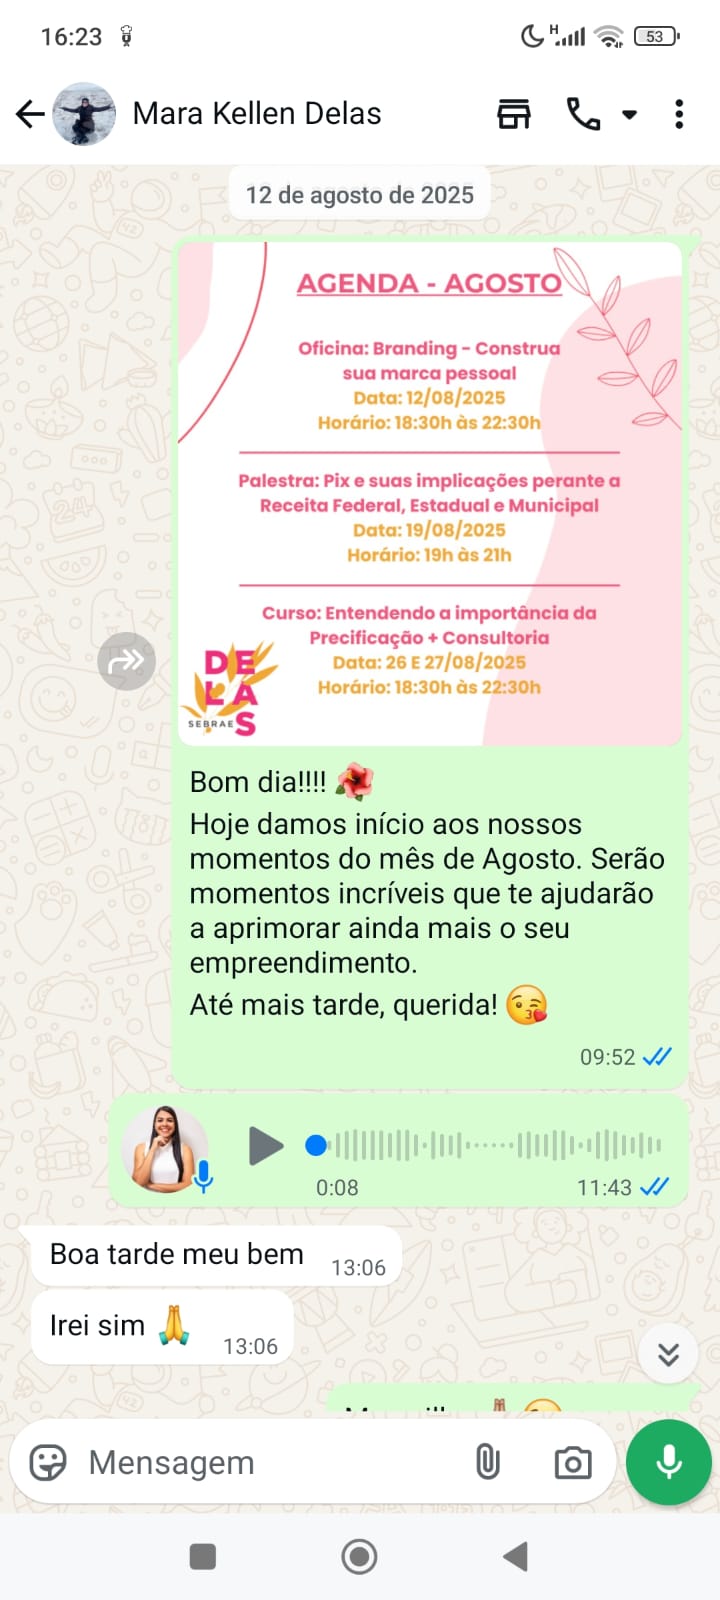 16:23
53
Mara Kellen Delas
12 de agosto de 2025
AGENDA - AGOSTO
Oficina: Branding - Construa
sua marca pessoal
Data: 12/08/2025
Horário: 18:30h às 22:30h
Palestra: Pix e suas implicações perante a
Receita Federal, Estadual e Municipal
Data: 19/08/2025
Horário: 19h às 21h
Curso: Entendendo a importância da
Precificação + Consultoria
Data: 26 E 27/08/2025
Horário: 18:30h às 22:30h
DE
LA
SEBRAE S
Bom dia!!!! 🌺
Hoje damos início aos nossos
momentos do mês de Agosto. Serão
momentos incríveis que te ajudarão
a aprimorar ainda mais o seu
empreendimento.
Até mais tarde, querida! 😘
09:52
0:08 11:43
Boa tarde meu bem 13:06
Irei sim 🙏 13:06
Mensagem